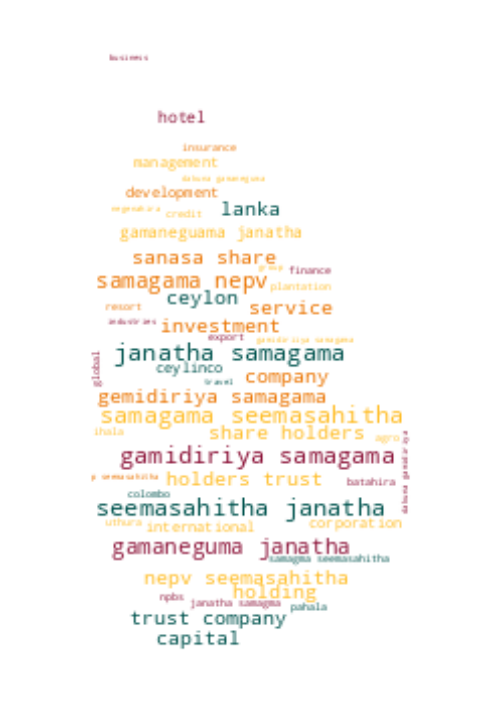 business
hotel
insurance
management
dakuna gamaneguma
development
negenahira
credit
lanka
gamaneguama janatha
sanasa share
group
finance
samagama nepv
plantation
ceylon
resort
service
industries
investment
export
gamidiriya samagama
janatha samagama
global
ceylinco
travel
company
gemidiriya samagama
samagama seemasahitha
ihala
share holders
agro
gamidiriya samagama
dakuna gamidiriya
p seemasahitha
holders trust
batahira
colombo
seemasahitha janatha
uthura
international
corporation
gamaneguma janatha
samagma seemasahitha
nepv seemasahitha
holding
npbs
janatha samagma
pahala
trust company
capital